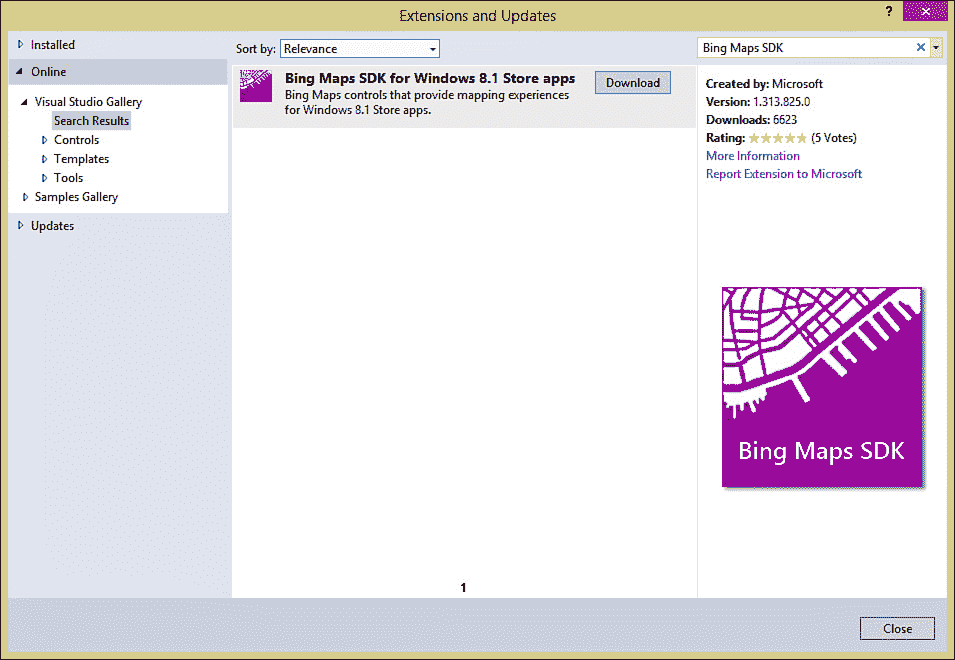 Extensions and Updates
?
Installed
Online
Visual Studio Gallery
Search Results
Controls
Templates
Tools
Samples Gallery
Updates
Sort by: Relevance
Bing Maps SDK for Windows 8.1 Store apps
Bing Maps controls that provide mapping experiences
for Windows 8.1 Store apps.
Download
1
Bing Maps SDK
Created by: Microsoft
Version: 1.313.825.0
Downloads: 6623
Rating: (5 Votes)
More Information
Report Extension to Microsoft
Bing Maps SDK
Close